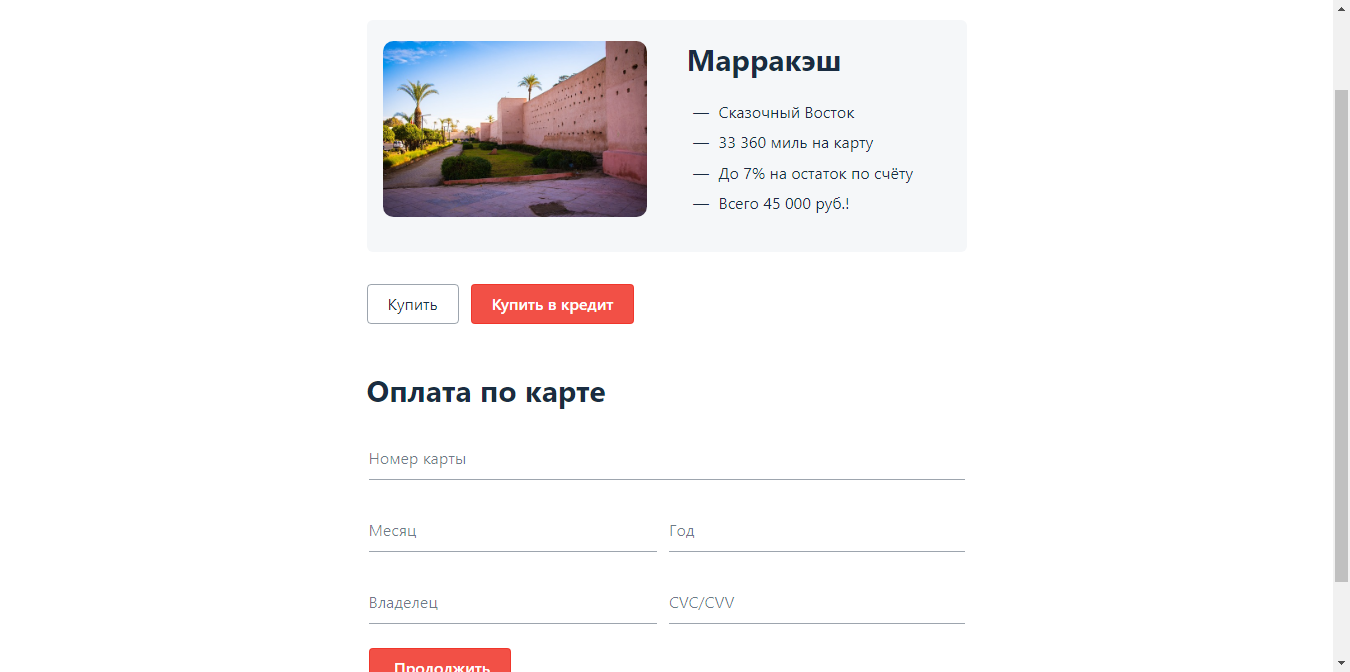 Марракэш
— Сказочный Восток
— 33 360 миль на карту
— До 7% на остаток по счёту
— Всего 45 000 руб.!
Купить Купить в кредит
Оплата по карте
Номер карты
Месяц Год
Владелец CVC/CVV
Продолжить